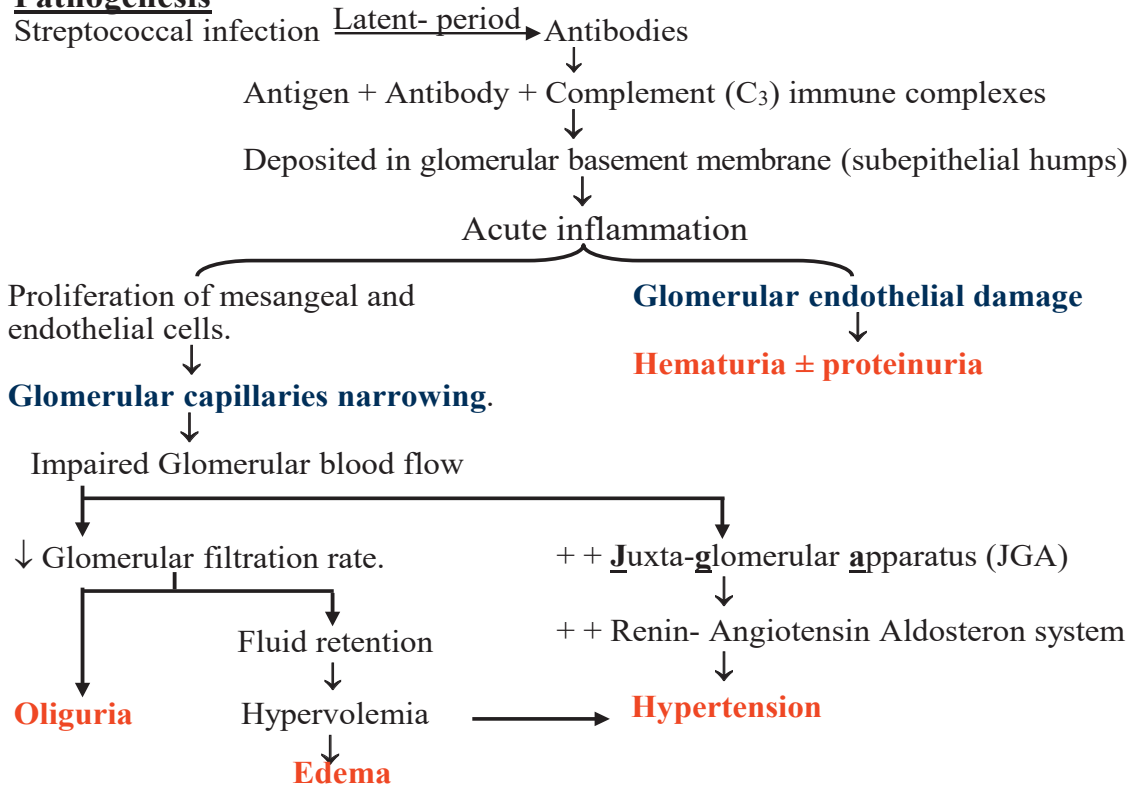 Pathogenesis
Streptococcal infection Latent- period Antibodies
↓
Antigen + Antibody + Complement (C₃) immune complexes
↓
Deposited in glomerular basement membrane (subepithelial humps)
↓
Acute inflammation
Proliferation of mesangeal and
endothelial cells.
↓
Glomerular capillaries narrowing.
↓
Impaired Glomerular blood flow
Glomerular endothelial damage
↓
Hematuria ± proteinuria
↓ Glomerular filtration rate.
Oliguria
Fluid retention
↓
Hypervolemia
↓
Edema
+ + Juxta-glomerular apparatus (JGA)
↓
+ + Renin- Angiotensin Aldosteron system
↓
Hypertension